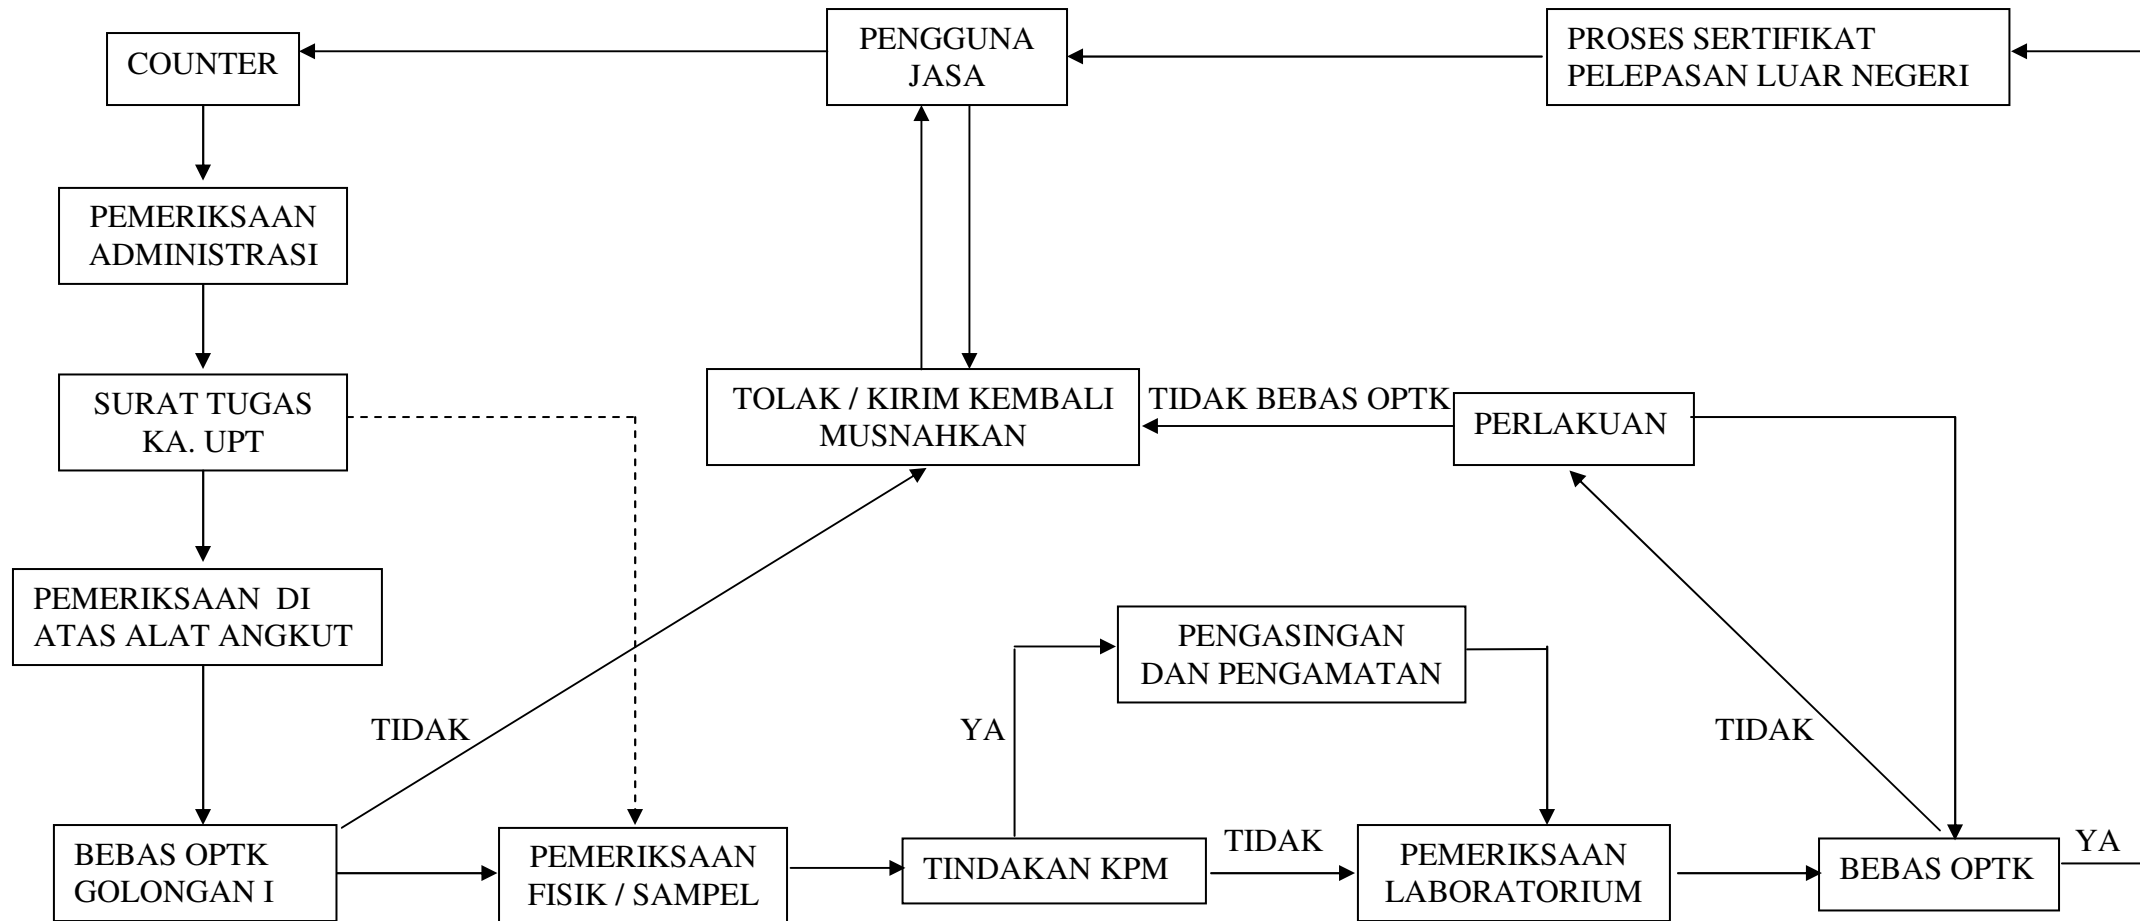 COUNTER
PENGGUNA
JASA
PROSES SERTIFIKAT
PELEPASAN LUAR NEGERI
PEMERIKSAAN
ADMINISTRASI
SURAT TUGAS
KA. UPT
TOLAK / KIRIM KEMBALI
MUSNAHKAN
TIDAK BEBAS OPTK
PERLAKUAN
PEMERIKSAAN DI
ATAS ALAT ANGKUT
PENGASINGAN
DAN PENGAMATAN
TIDAK
YA
TIDAK
BEBAS OPTK
GOLONGAN I
PEMERIKSAAN
FISIK / SAMPEL
TINDAKAN KPM
TIDAK
PEMERIKSAAN
LABORATORIUM
BEBAS OPTK
YA